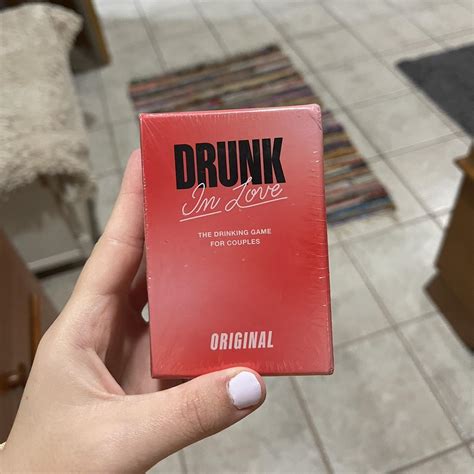 DRUNK
In Love
THE DRINKING GAME
FOR COUPLES
ORIGINAL